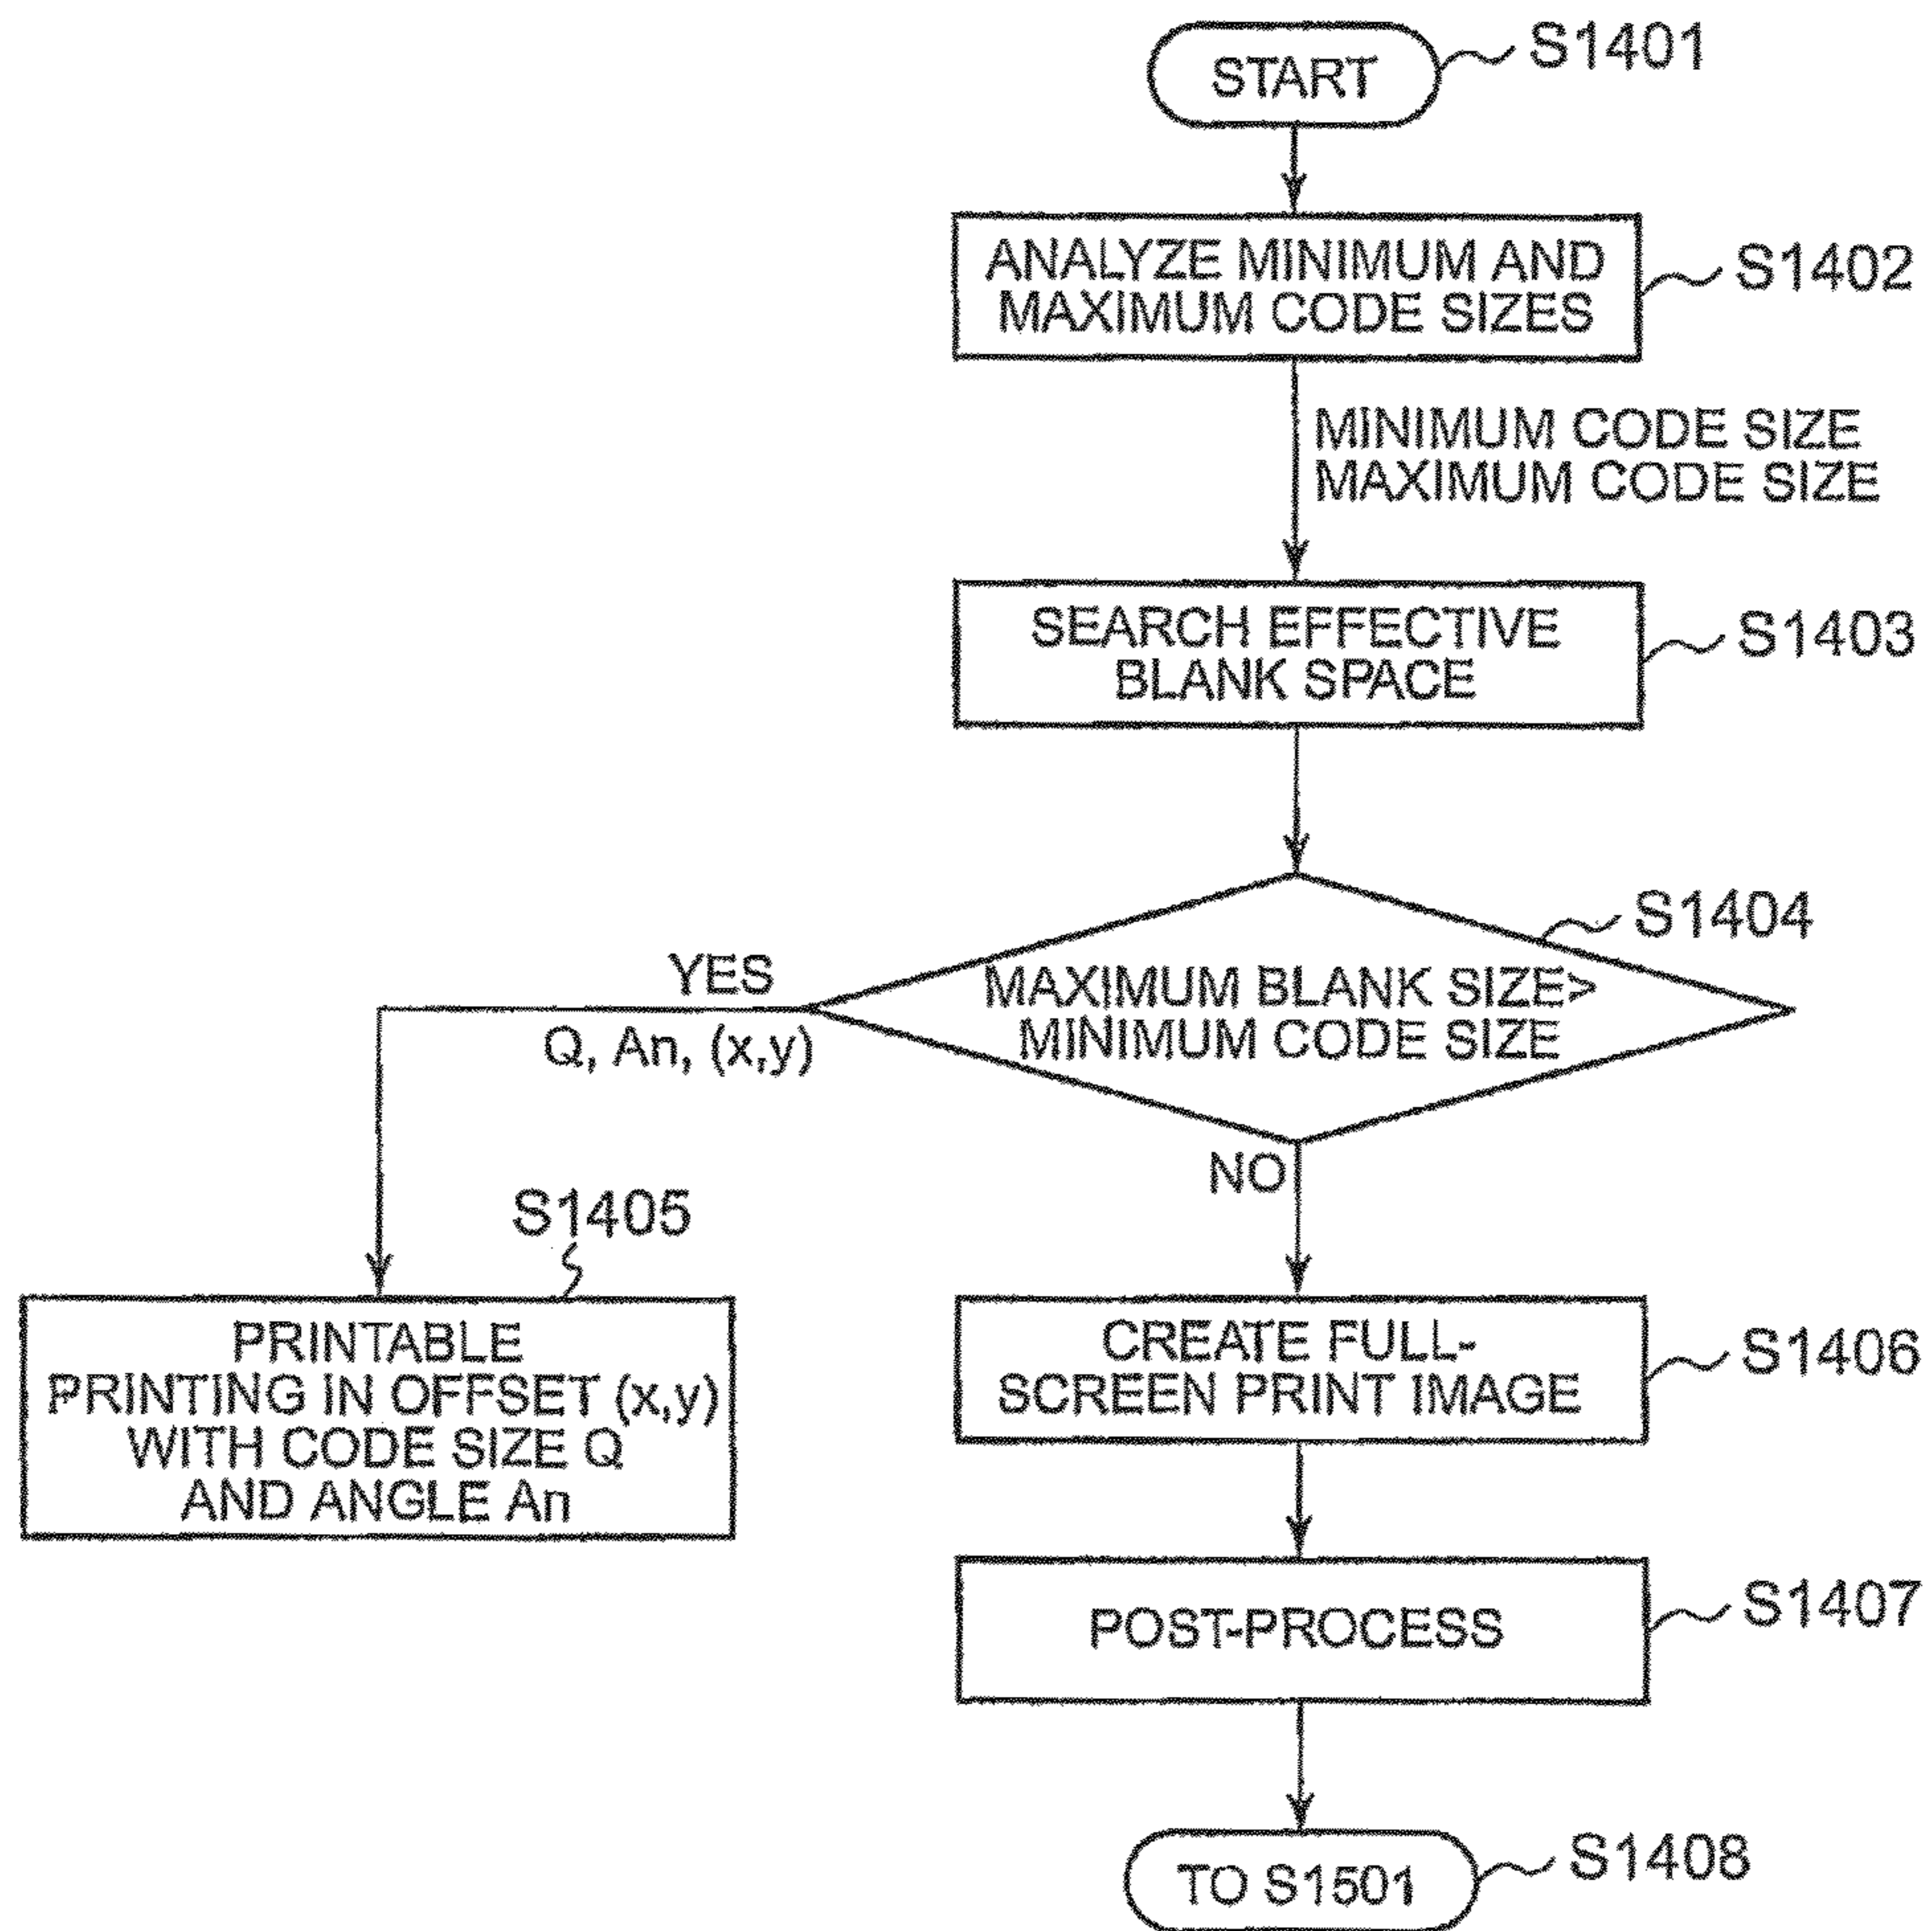 START
S1401
ANALYZE MINIMUM AND
MAXIMUM CODE SIZES
S1402
MINIMUM CODE SIZE
MAXIMUM CODE SIZE
SEARCH EFFECTIVE
BLANK SPACE
S1403
S1404
MAXIMUM BLANK SIZE>
MINIMUM CODE SIZE
YES
Q, An, (x,y)
NO
S1405
PRINTABLE
PRINTING IN OFFSET (x,y)
WITH CODE SIZE Q
AND ANGLE An
CREATE FULL-
SCREEN PRINT IMAGE
S1406
POST-PROCESS
S1407
TO S1501
S1408